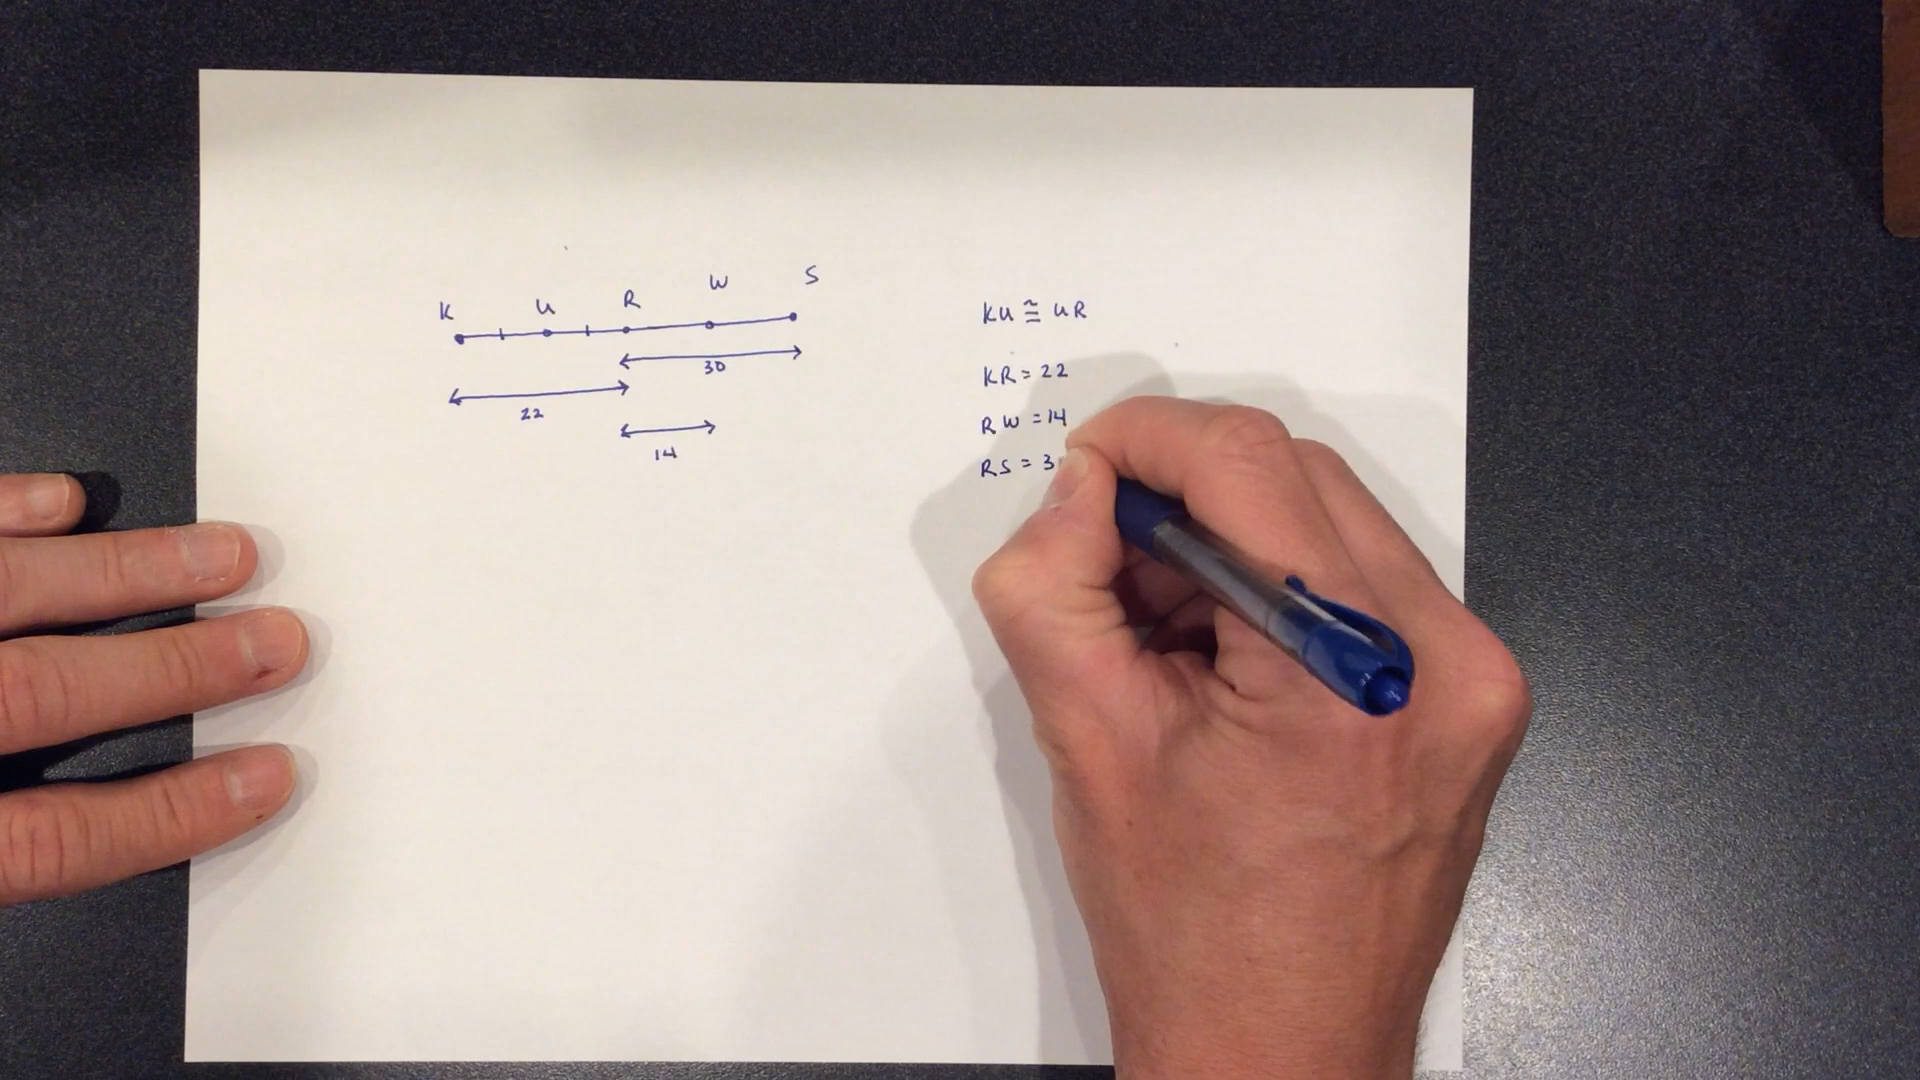 K U R W S
30
22
14
KU ≅ UR
KR = 22
RW = 14
RS = 3